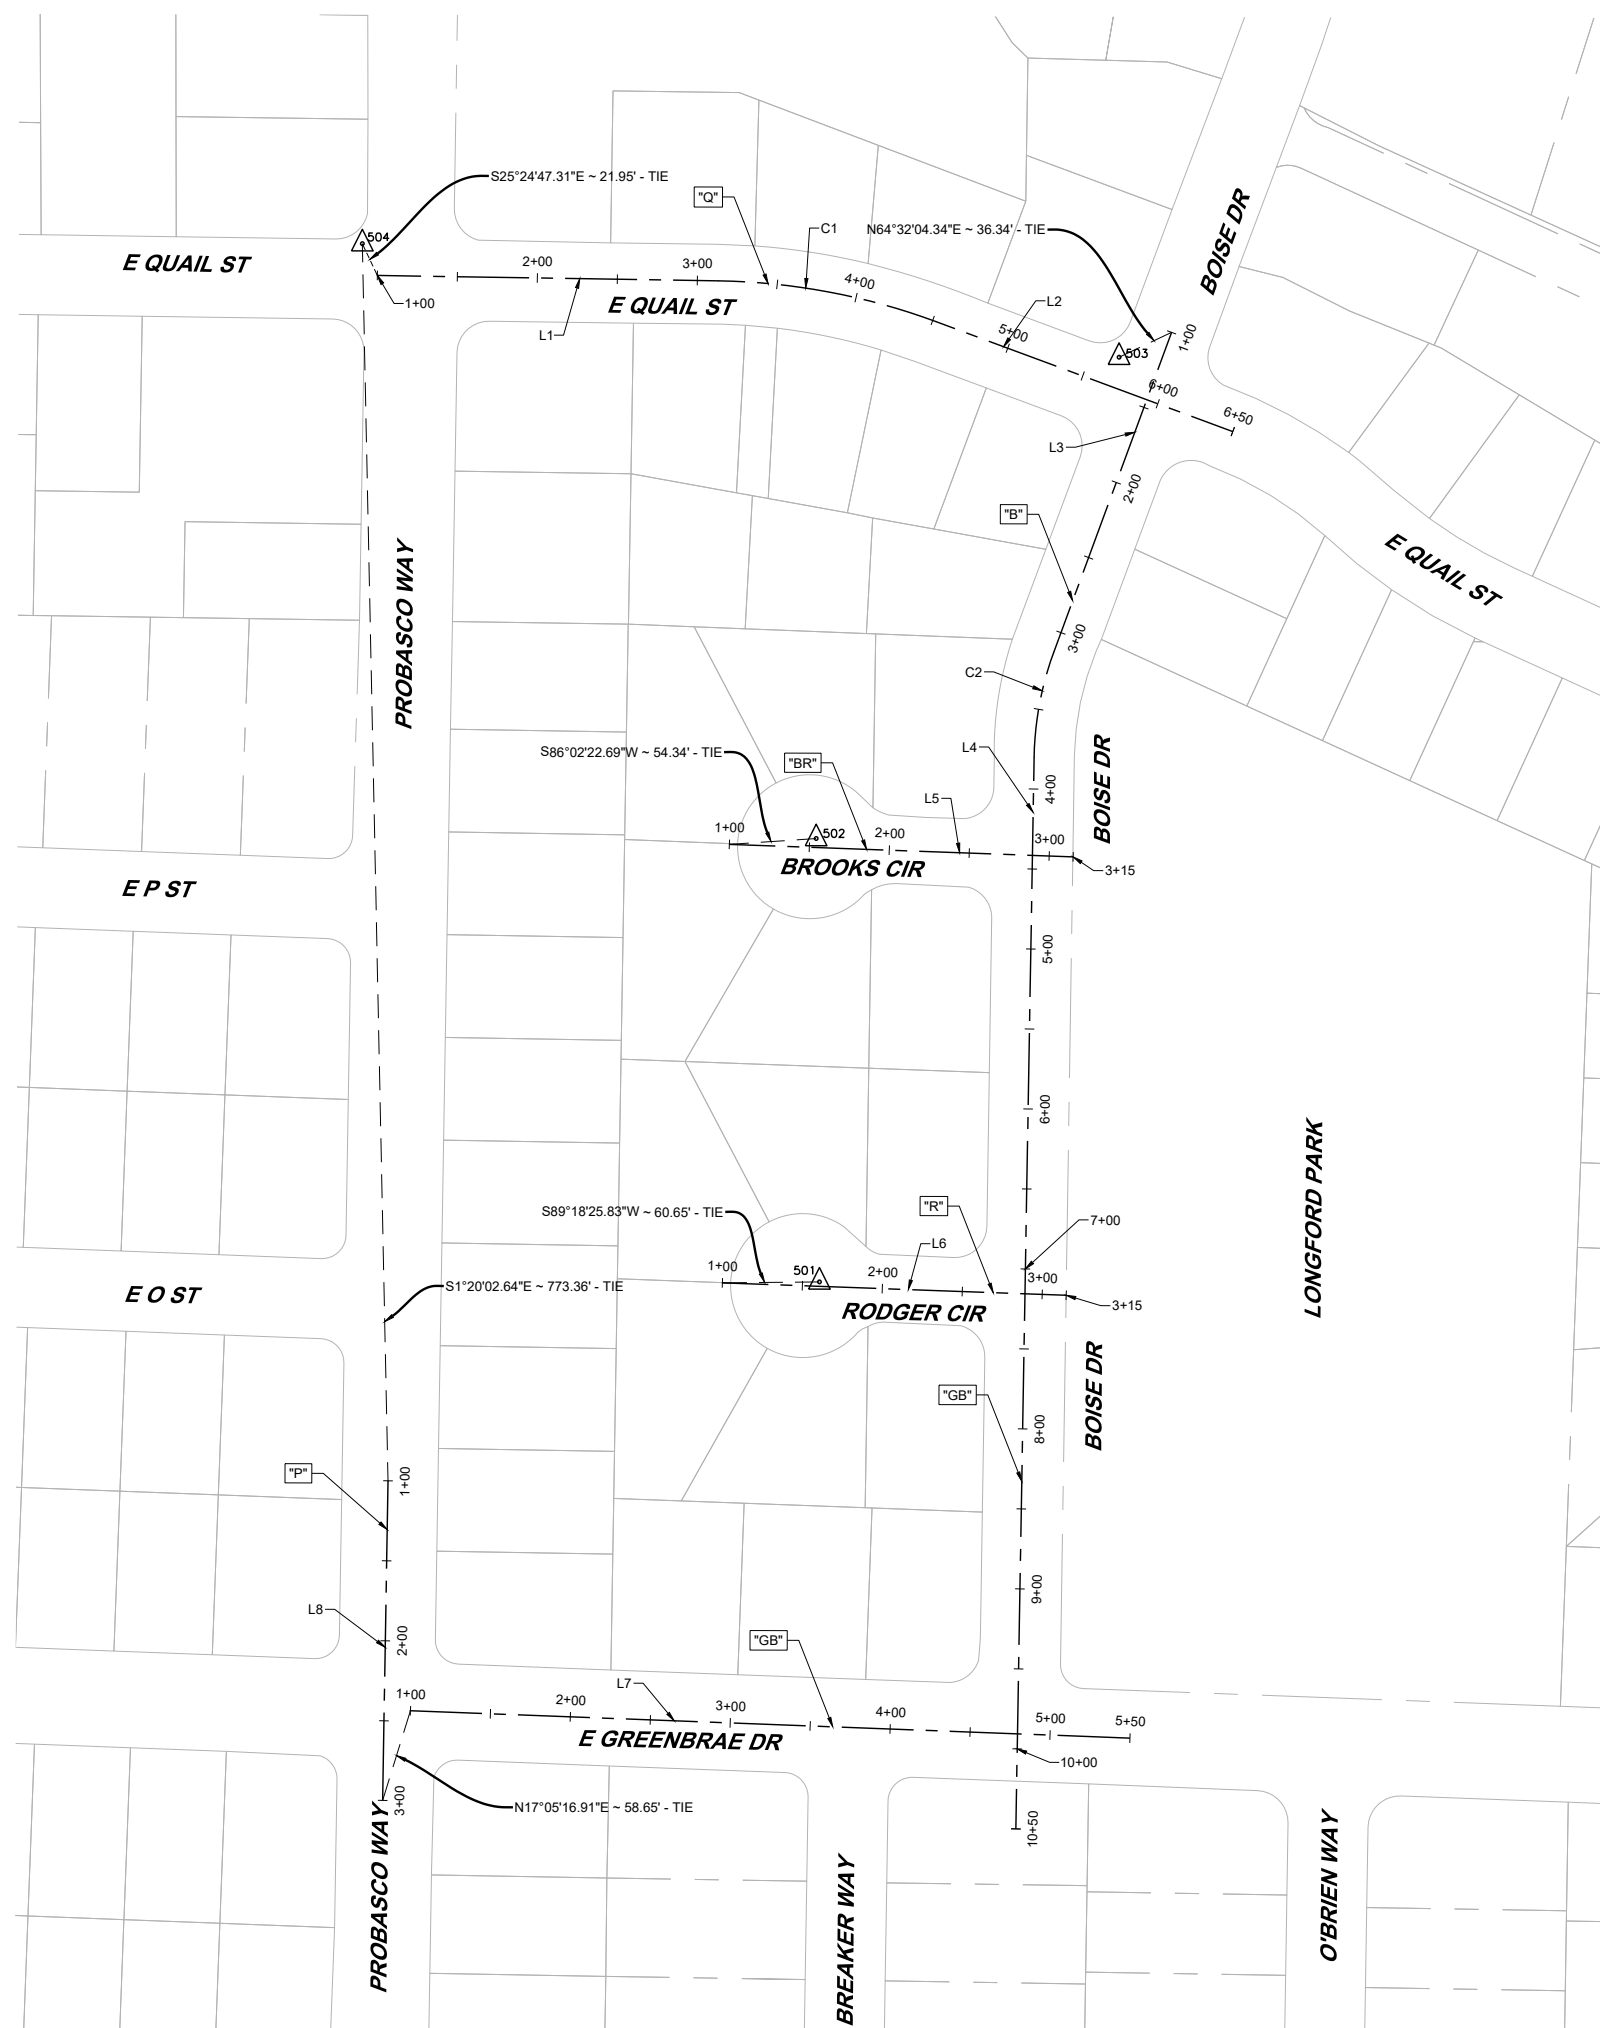 S25°24'47.31"E ~ 21.95' - TIE
"Q"
C1
N64°32'04.34"E ~ 36.34' - TIE
BOISE DR
504
E QUAIL ST
2+00
3+00
4+00
1+00
E QUAIL ST
L1
L2
5+00
503
1+00
6+00
6+50
L3
2+00
"B"
E QUAIL ST
PROBASCO WAY
3+00
C2
S86°02'22.69"W ~ 54.34' - TIE
"BR"
L4
BOISE DR
4+00
L5
1+00
502
2+00
3+00
BROOKS CIR
3+15
E P ST
5+00
6+00
LONGFORD PARK
S89°18'25.83"W ~ 60.65' - TIE
"R"
7+00
L6
1+00
501
2+00
3+00
S1°20'02.64"E ~ 773.36' - TIE
E O ST
RODGER CIR
3+15
BOISE DR
"GB"
8+00
"P"
1+00
9+00
L8
2+00
"GB"
L7
1+00
2+00
3+00
4+00
5+00
5+50
E GREENBRAE DR
10+00
3+00
N17°05'16.91"E ~ 58.65' - TIE
10+50
PROBASCO WAY
BREAKER WAY
O'BRIEN WAY